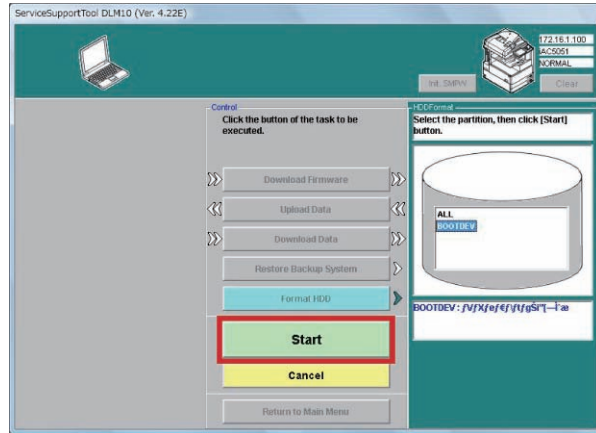 ServiceSupportTool DLM10 (Ver. 4.22E)
172.16.1.100
iAC5051
NORMAL
Init. SMPW
Clear
Control
Click the button of the task to be
executed.
Download Firmware
Upload Data
Download Data
Restore Backup System
Format HDD
Start
Cancel
Return to Main Menu
HDDFormat
Select the partition, then click [Start]
button.
ALL
BOOTDEV
BOOTDEV :